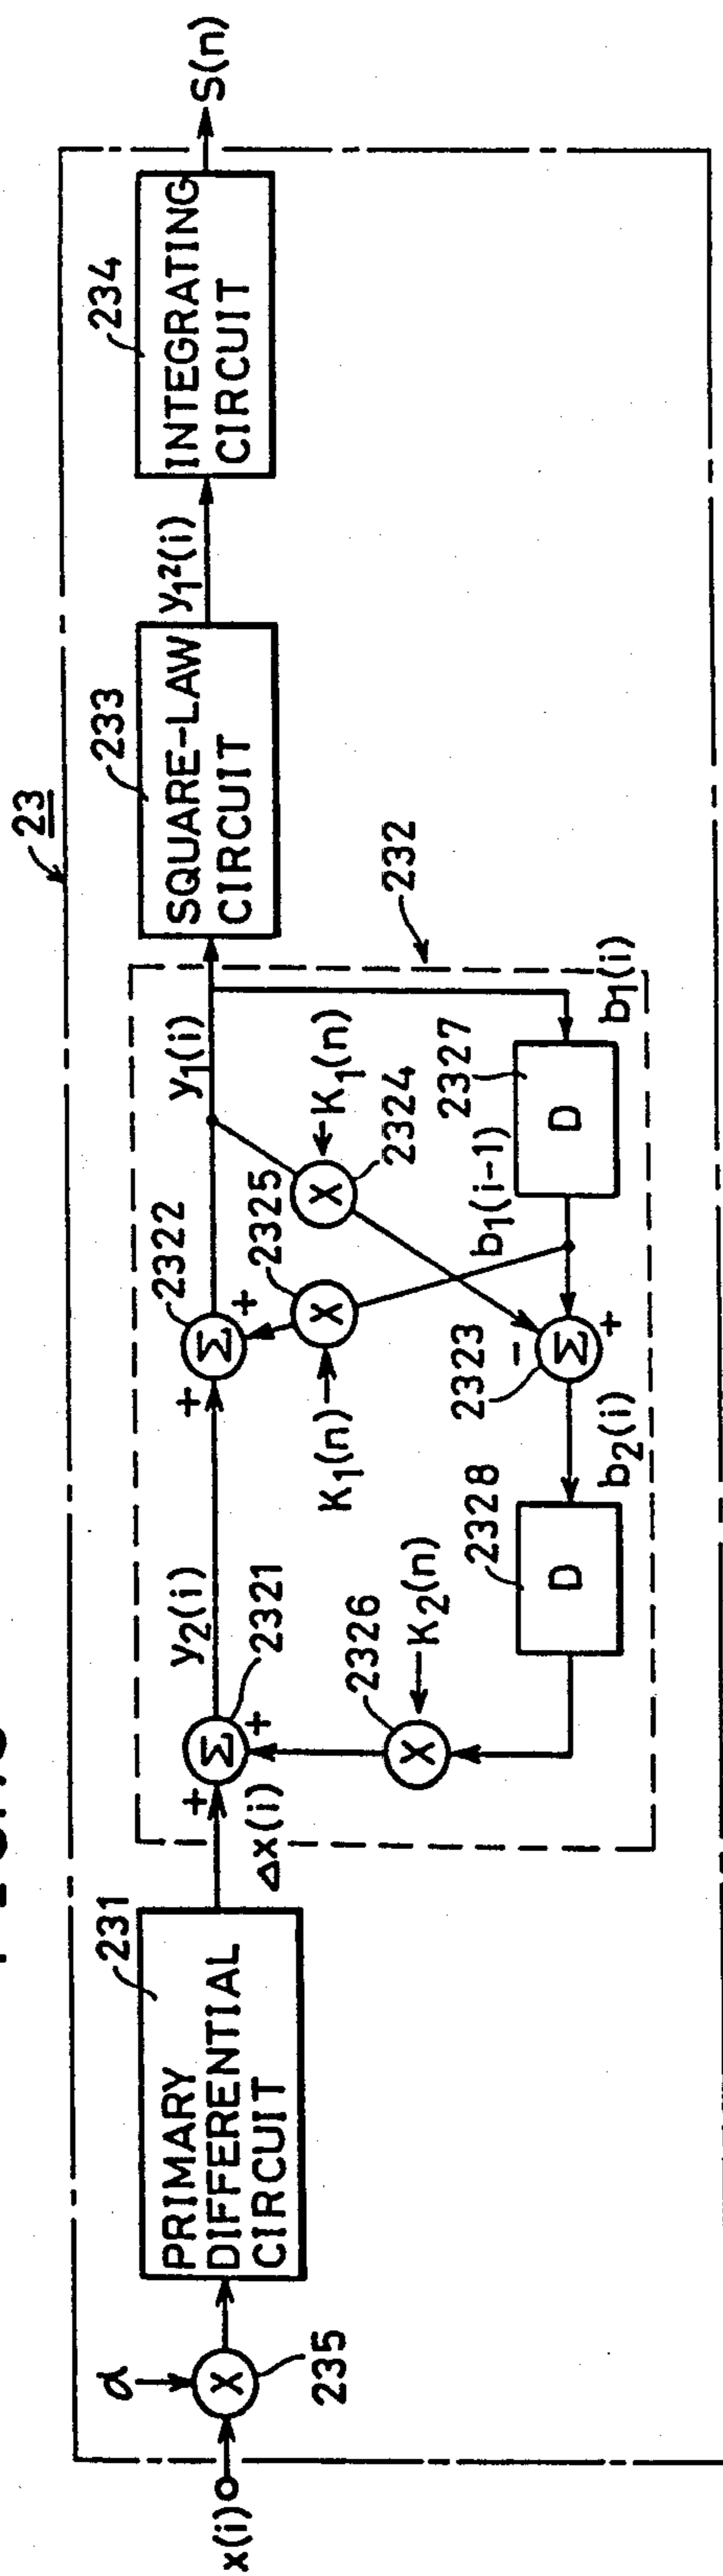 23
x(i)
α
235
231
PRIMARY
DIFFERENTIAL
CIRCUIT
Δx(i)
+
+
Σ
2321
y2(i)
X
2326
K2(n)
2328
D
b2(i)
+
+
Σ
2322
y1(i)
K1(n)
X
2325
X
2324
K1(n)
2323
-
+
Σ
b1(i-1)
2327
D
b1(i)
232
233
SQUARE-LAW
CIRCUIT
y1²(i)
234
INTEGRATING
CIRCUIT
S(n)
X